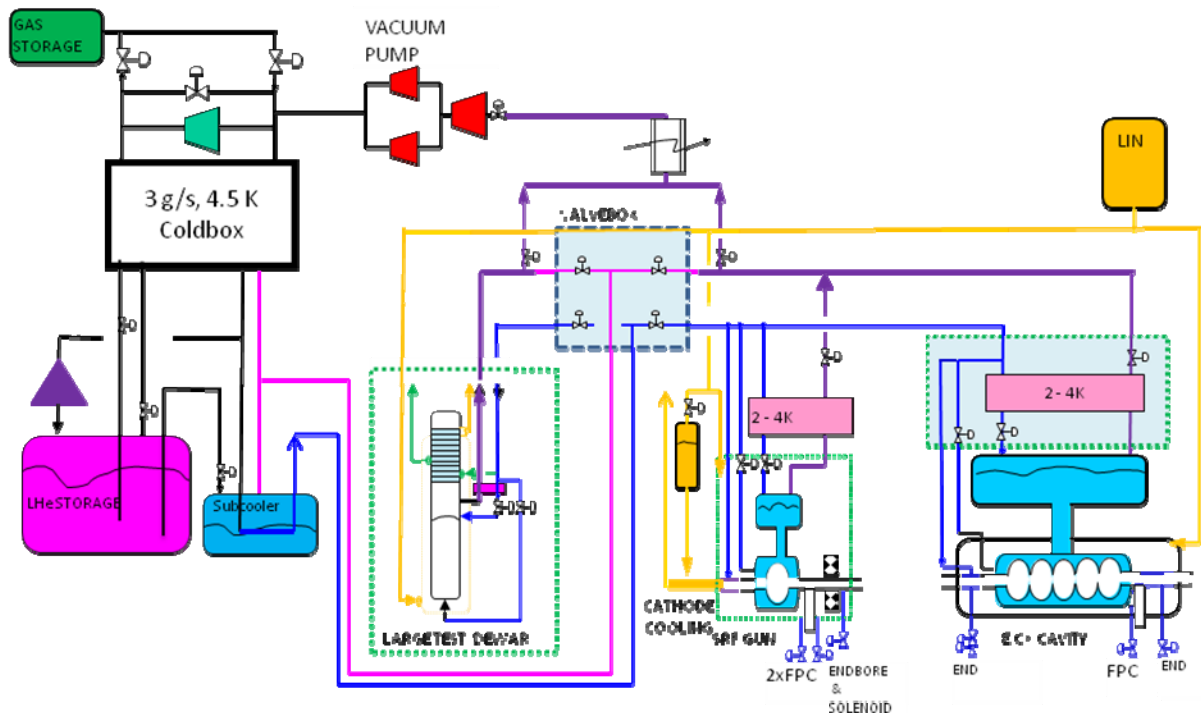 GAS
STORAGE
VACUUM
PUMP
LIN
3 g/s, 4.5 K
Coldbox
2 - 4K
2 - 4K
LHeSTORAGE
Subcooler
CATHODE
COOLING
LARGETEST DEWAR
SRF GUN
CAVITY
2xFPC
ENDBORE
&
SOLENOID
END
FPC
END